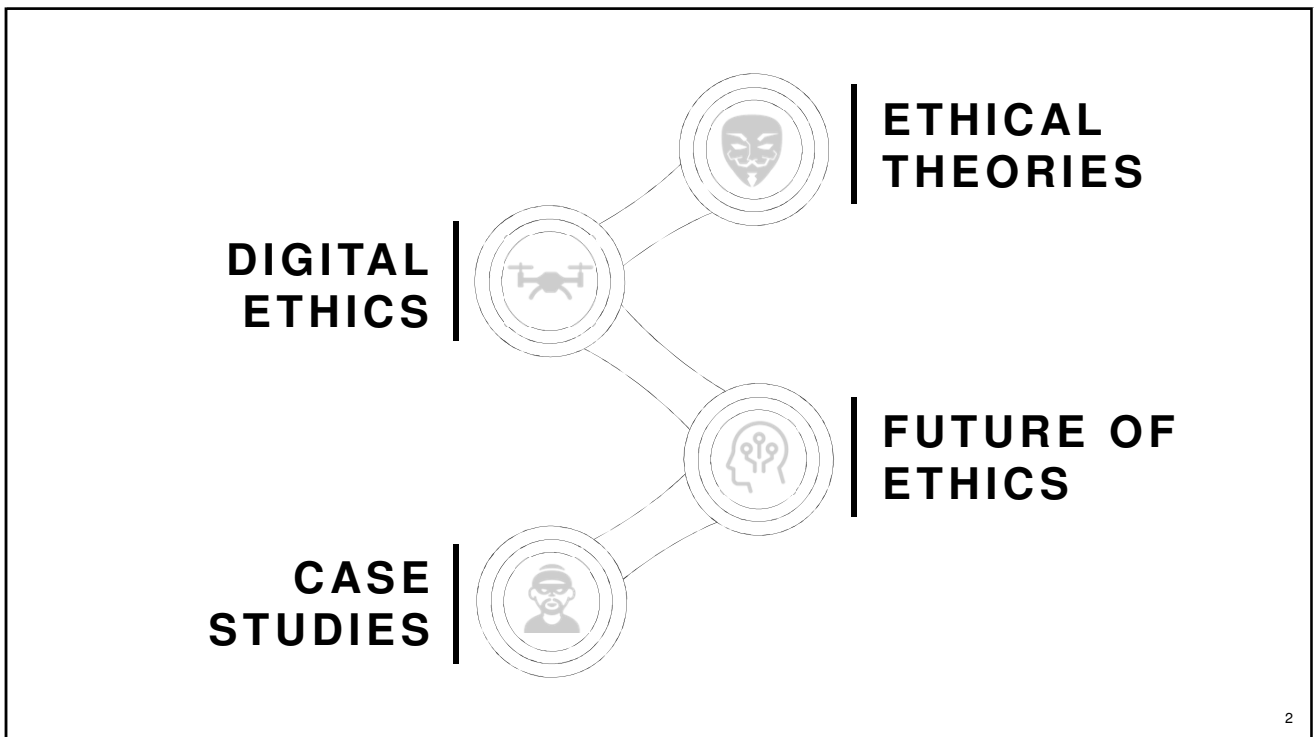 ETHICAL
THEORIES
DIGITAL
ETHICS
FUTURE OF
ETHICS
CASE
STUDIES
2